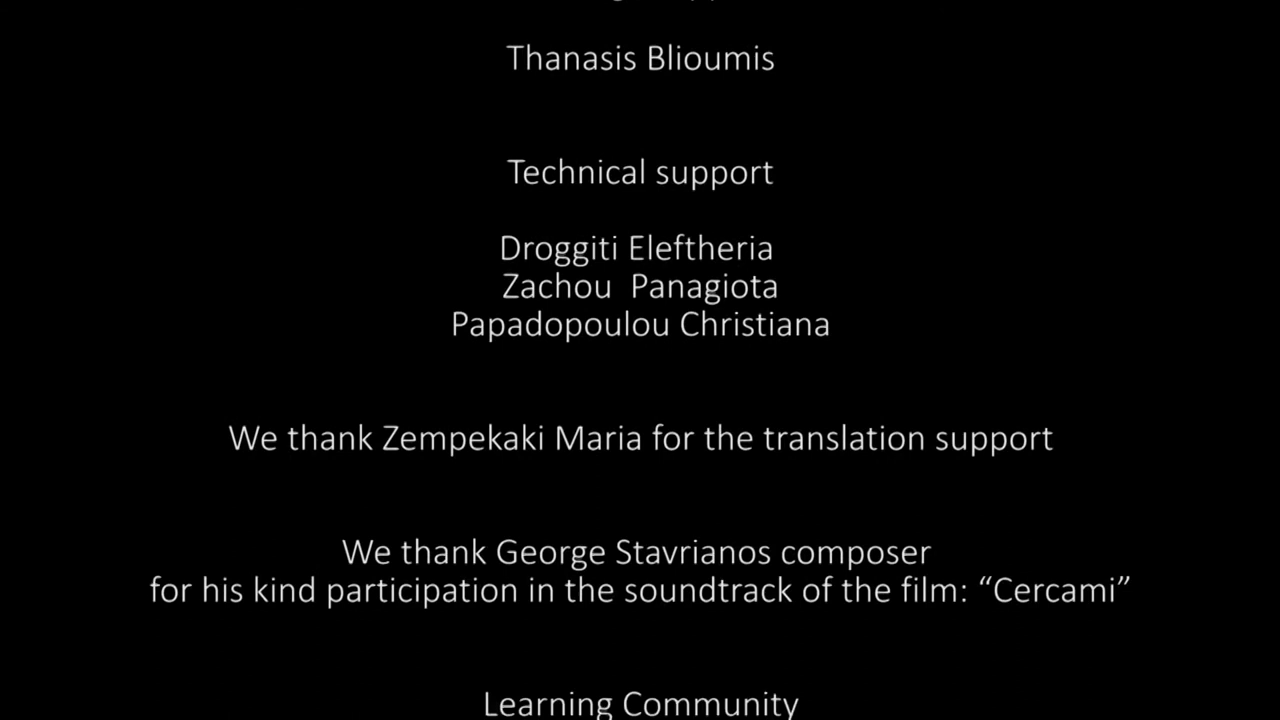 Thanasis Blioumis
Technical support
Droggiti Eleftheria
Zachou  Panagiota
Papadopoulou Christiana
We thank Zempekaki Maria for the translation support
We thank George Stavrianos composer
for his kind participation in the soundtrack of the film: “Cercami”
Learning Community